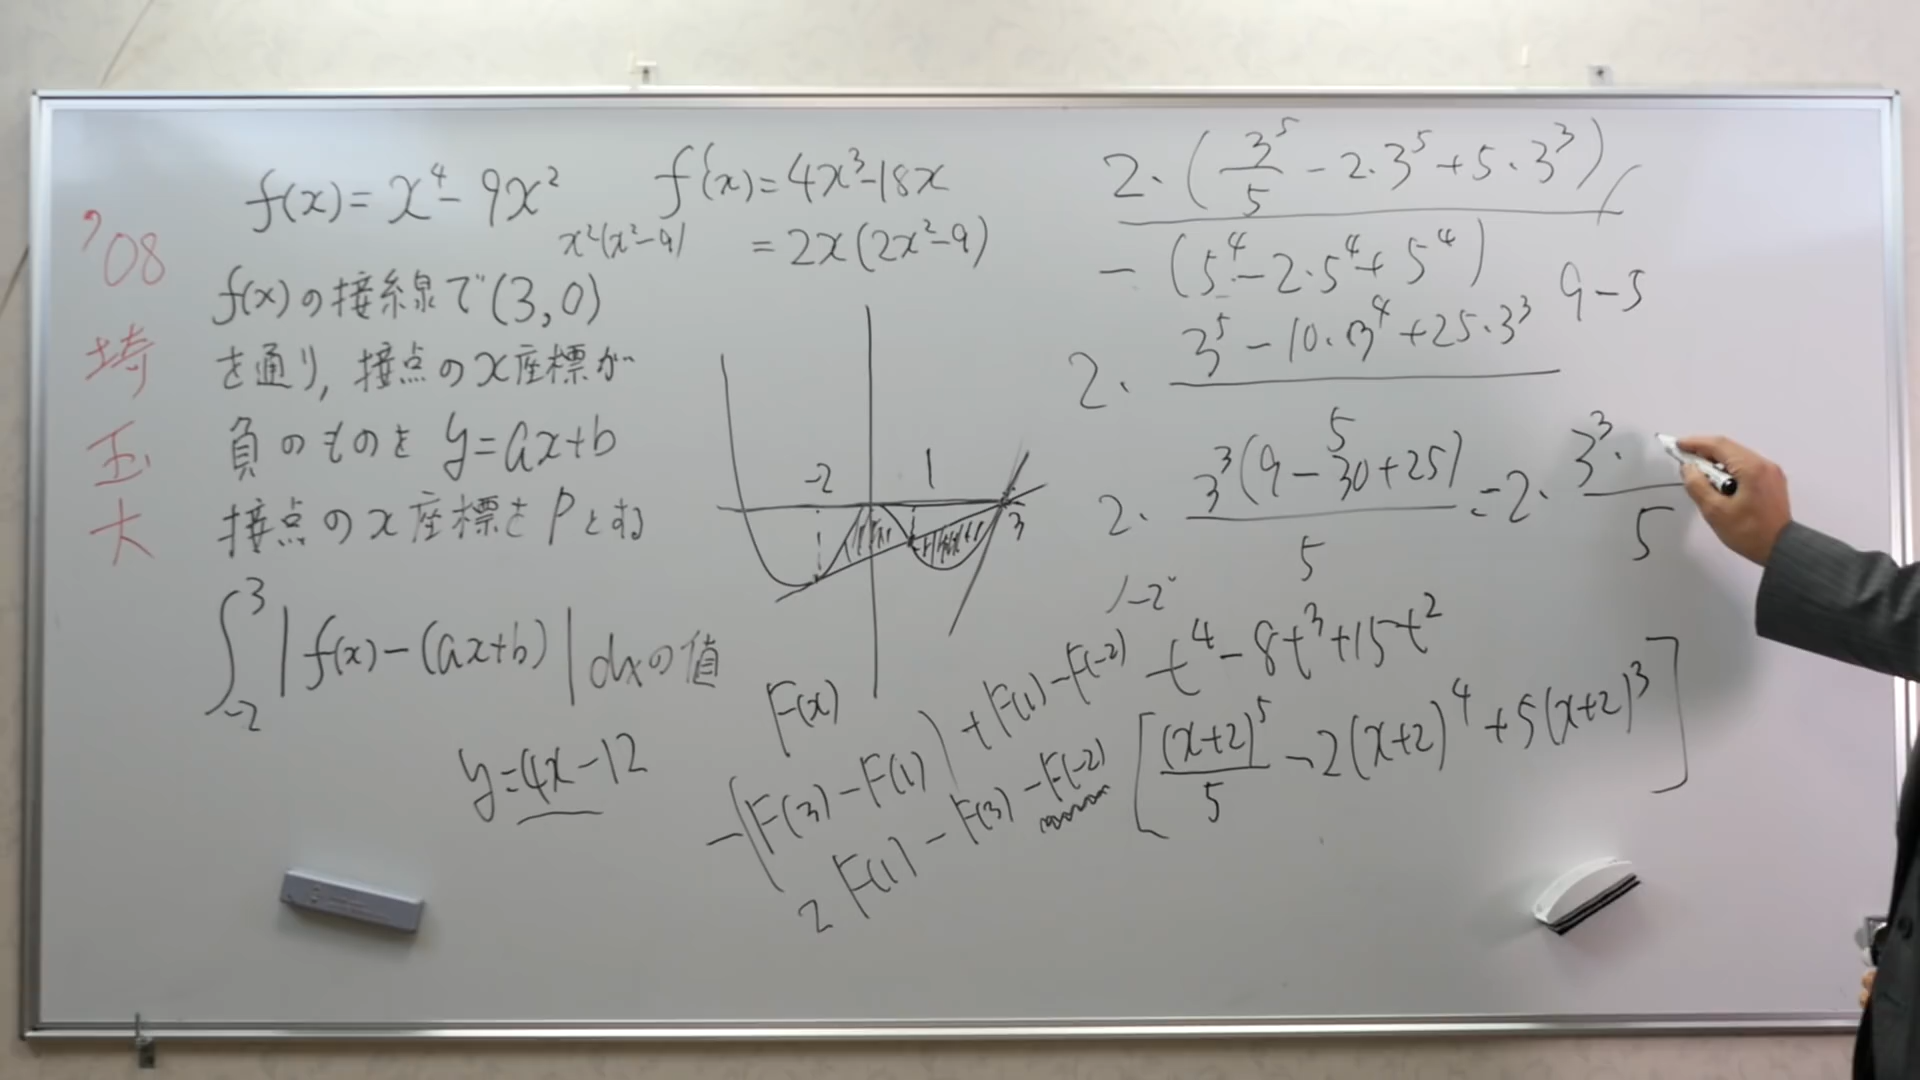 '08
埼
玉
大
f(x)=x⁴-9x²
f'(x)=4x³-18x
x²(x²-9)
=2x(2x²-9)
f(x)の接線で(3,0)
を通り,接点のx座標が
負のものを y=ax+b
接点のx座標をPとする
∫₋₂³|f(x)-(ax+b)|dxの値
y=4x-12
-2
1
3
F(x)
-(F(3)-F(1))+F(1)-F(-2)
2F(1)-F(3)-F(-2)
2・(3⁵/5-2・3⁵+5・3³)
-(5⁴-2・5⁴+5⁴)
9-5
2・(3⁵-10・3⁴+25・3³)/5
2・3³(9-30+25)/5=2・3³・/5
t⁴-8t³+15t²
[(x+2)⁵/5-2(x+2)⁴+5(x+2)³]